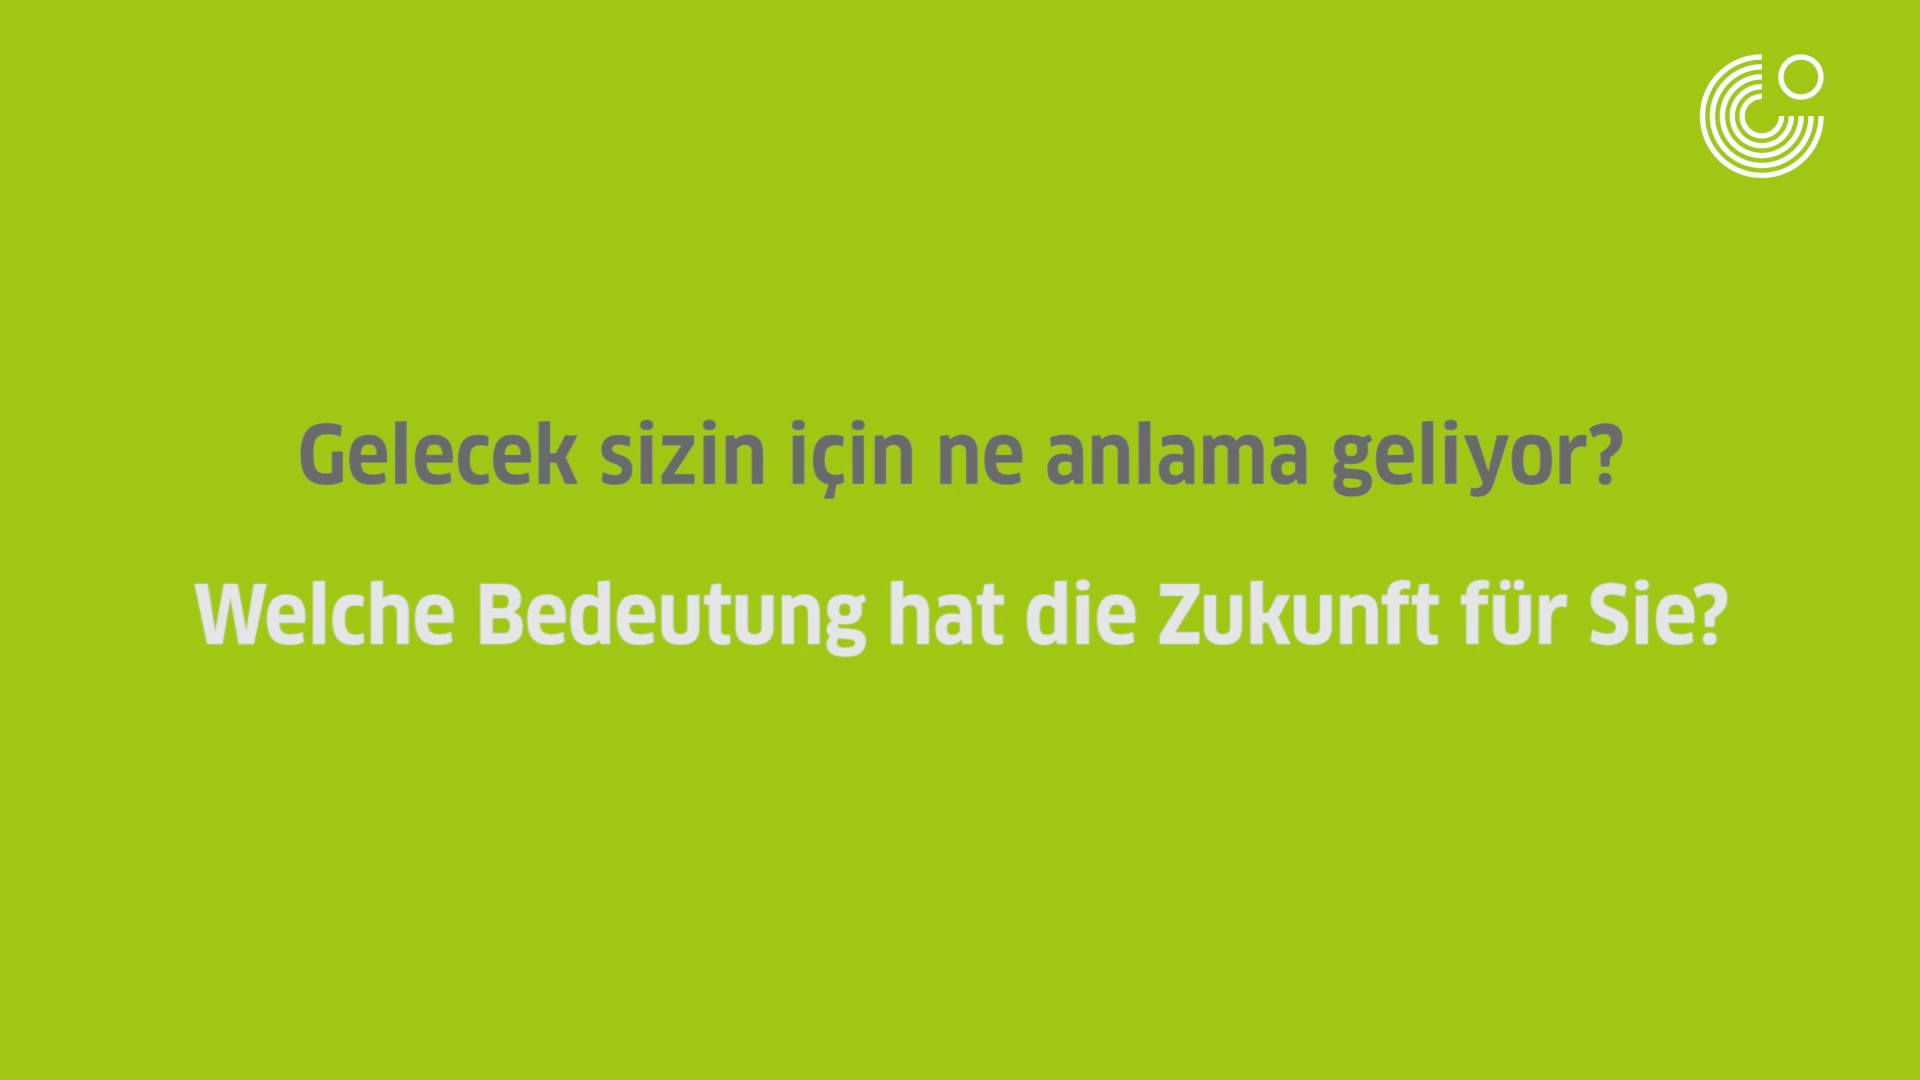 Gelecek sizin için ne anlama geliyor?
Welche Bedeutung hat die Zukunft für Sie?